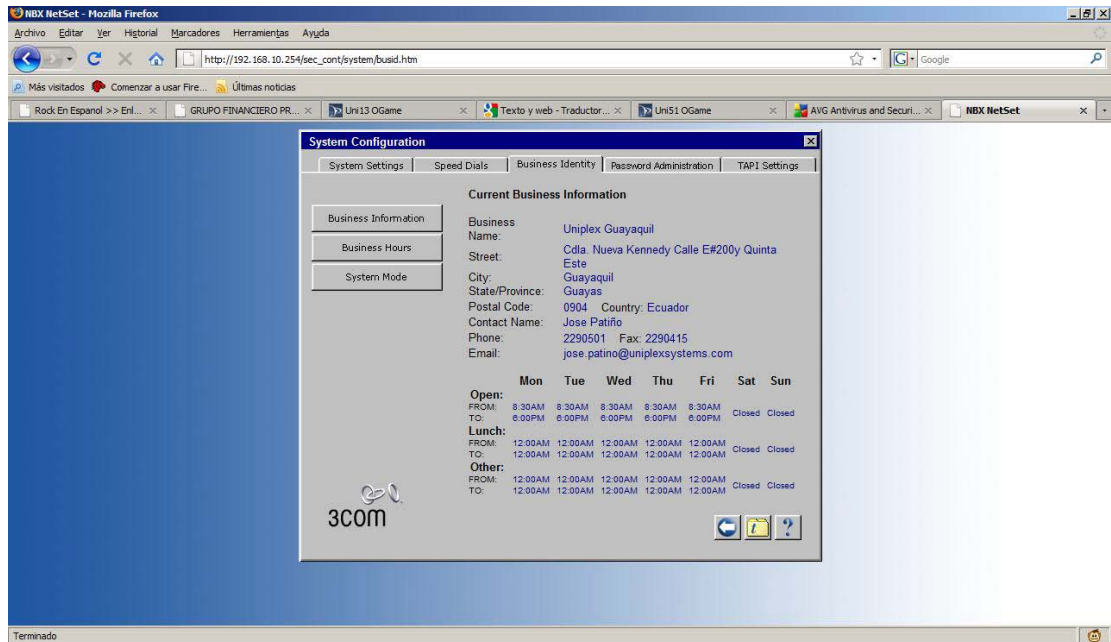 NBX NetSet - Mozilla Firefox
Archivo Editar Ver Historial Marcadores Herramientas Ayuda
http://192.168.10.254/sec_cont/system/busid.htm
G Google
Más visitados Comenzar a usar Fire... Últimas noticias
Rock En Espanol >> Enl... GRUPO FINANCIERO PR... Uni13 OGame Texto y web - Traductor... Uni51 OGame AVG Antivirus and Securi... NBX NetSet
System Configuration
System Settings Speed Dials Business Identity Password Administration TAPI Settings
Business Information
Business Hours
System Mode
Current Business Information
Business Name: Uniplex Guayaquil
Street: Cdla. Nueva Kennedy Calle E#200y Quinta
Este
City: Guayaquil
State/Province: Guayas
Postal Code: 0904 Country: Ecuador
Contact Name: Jose Patiño
Phone: 2290501 Fax: 2290415
Email: jose.patino@uniplexsystems.com
Mon Tue Wed Thu Fri Sat Sun
Open:
FROM: 8:30AM 8:30AM 8:30AM 8:30AM 8:30AM Closed Closed
TO: 6:00PM 6:00PM 6:00PM 6:00PM 6:00PM
Lunch:
FROM: 12:00AM 12:00AM 12:00AM 12:00AM 12:00AM Closed Closed
TO: 12:00AM 12:00AM 12:00AM 12:00AM 12:00AM
Other:
FROM: 12:00AM 12:00AM 12:00AM 12:00AM 12:00AM Closed Closed
TO: 12:00AM 12:00AM 12:00AM 12:00AM 12:00AM
3COM
?
Terminado